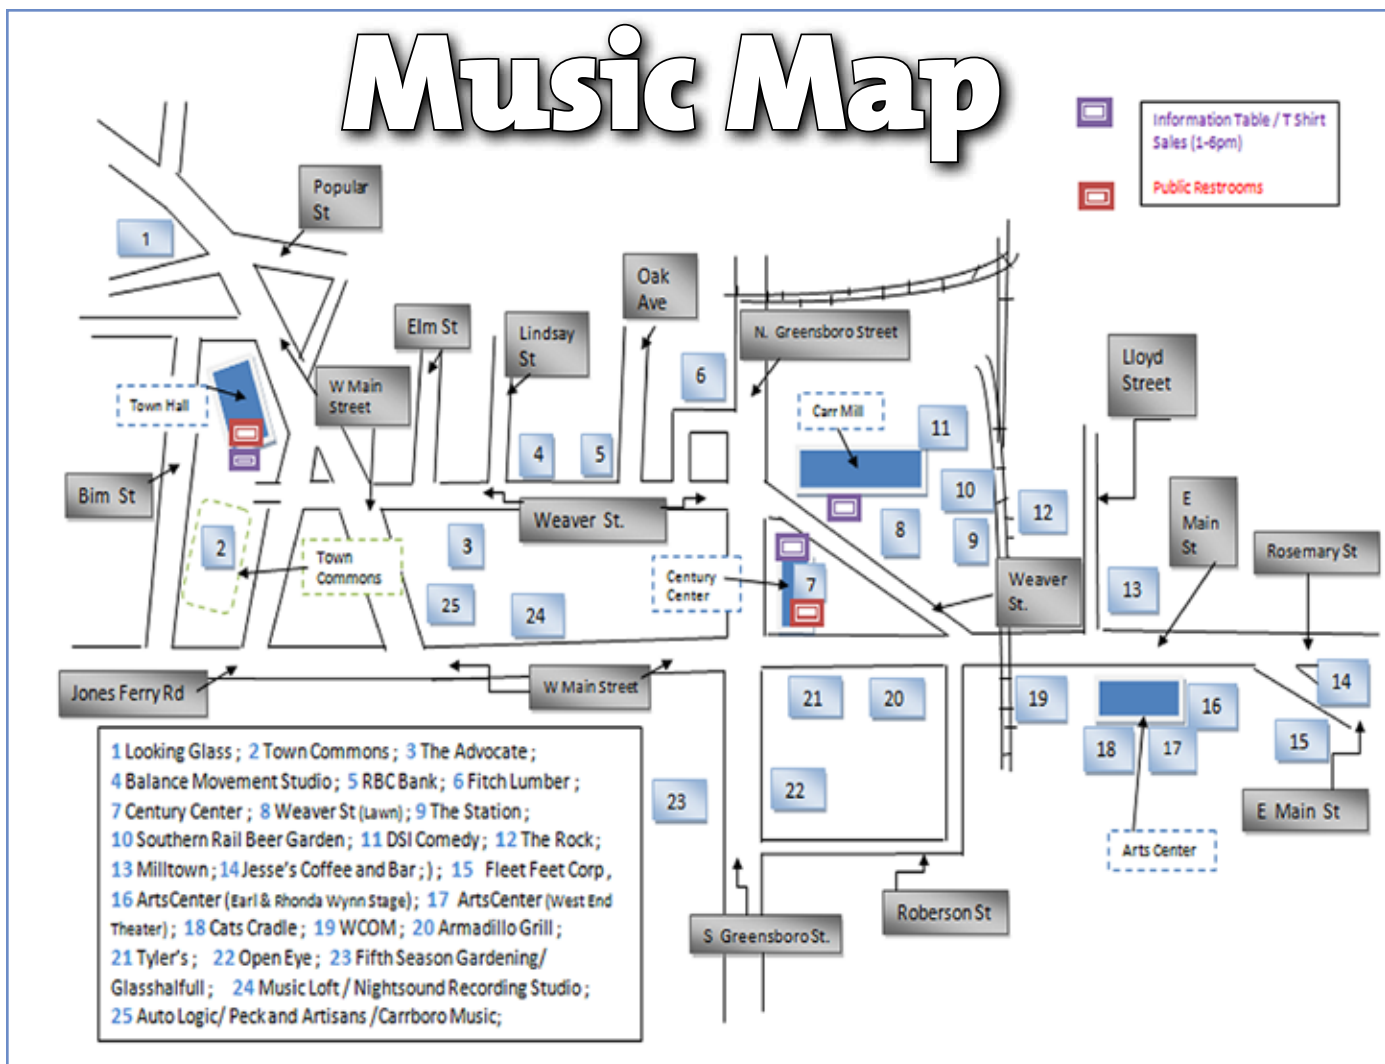 Music Map
Information Table / T Shirt
Sales (1-6pm)
Public Restrooms
Popular
St
1
Oak
Ave
Elm St
Lindsay
St
N. Greensboro Street
Lloyd
Street
6
W Main
Street
Town Hall
Carr Mill
11
4
5
Bim St
10
E
Main
St
Weaver St.
8
12
9
Rosemary St
2
3
Town
Commons
Century
Center
7
Weaver
St.
13
25
24
Jones Ferry Rd
W Main Street
21
20
19
16
14
18
17
15
22
23
E Main St
Arts Center
Roberson St
S Greensboro St.
1 Looking Glass ; 2 Town Commons ; 3 The Advocate ;
4 Balance Movement Studio ; 5 RBC Bank ; 6 Fitch Lumber ;
7 Century Center ; 8 Weaver St (Lawn) ; 9 The Station ;
10 Southern Rail Beer Garden ; 11 DSI Comedy ; 12 The Rock ;
13 Milltown ; 14 Jesse's Coffee and Bar ; ) ; 15 Fleet Feet Corp ,
16 ArtsCenter (Earl & Rhonda Wynn Stage) ; 17 ArtsCenter (West End
Theater) ; 18 Cats Cradle ; 19 WCOM ; 20 Armadillo Grill ;
21 Tyler's ; 22 Open Eye ; 23 Fifth Season Gardening/
Glasshalfull ; 24 Music Loft / Nightsound Recording Studio ;
25 Auto Logic/ Peck and Artisans /Carrboro Music;